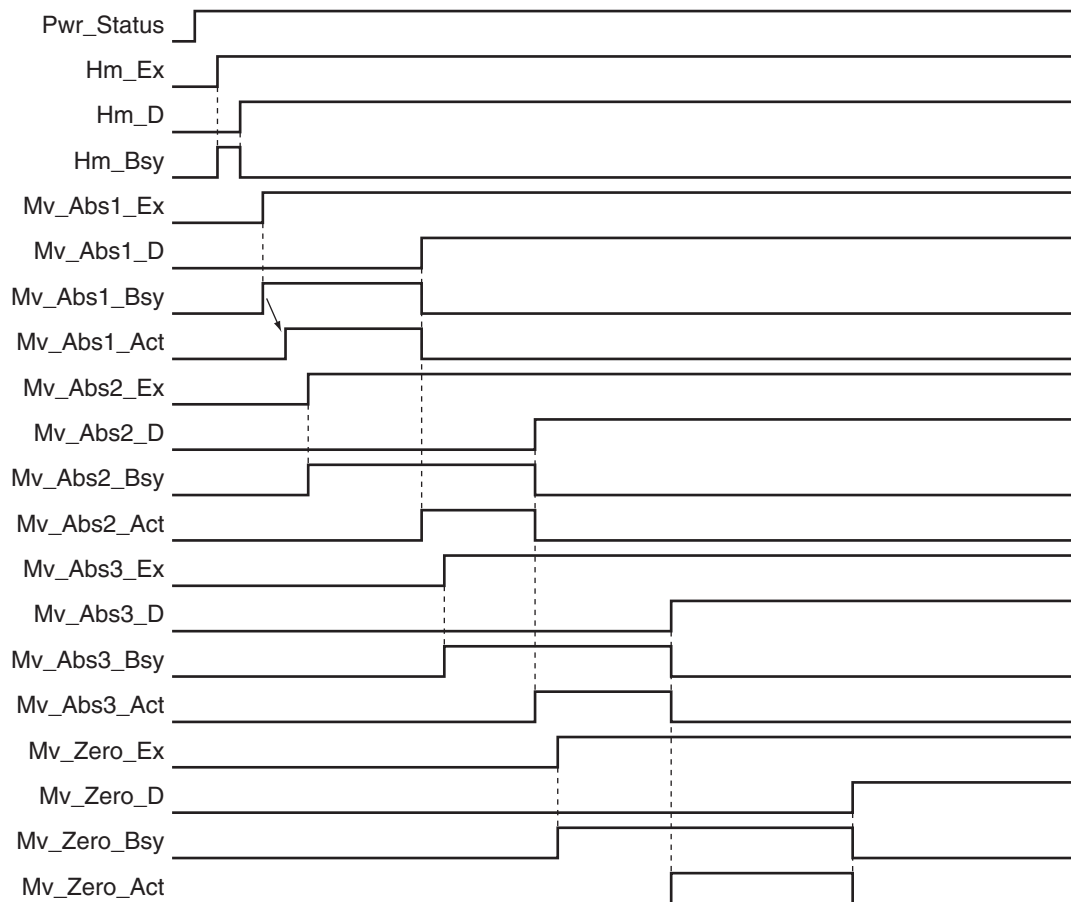 Pwr_Status
Hm_Ex
Hm_D
Hm_Bsy
Mv_Abs1_Ex
Mv_Abs1_D
Mv_Abs1_Bsy
Mv_Abs1_Act
Mv_Abs2_Ex
Mv_Abs2_D
Mv_Abs2_Bsy
Mv_Abs2_Act
Mv_Abs3_Ex
Mv_Abs3_D
Mv_Abs3_Bsy
Mv_Abs3_Act
Mv_Zero_Ex
Mv_Zero_D
Mv_Zero_Bsy
Mv_Zero_Act